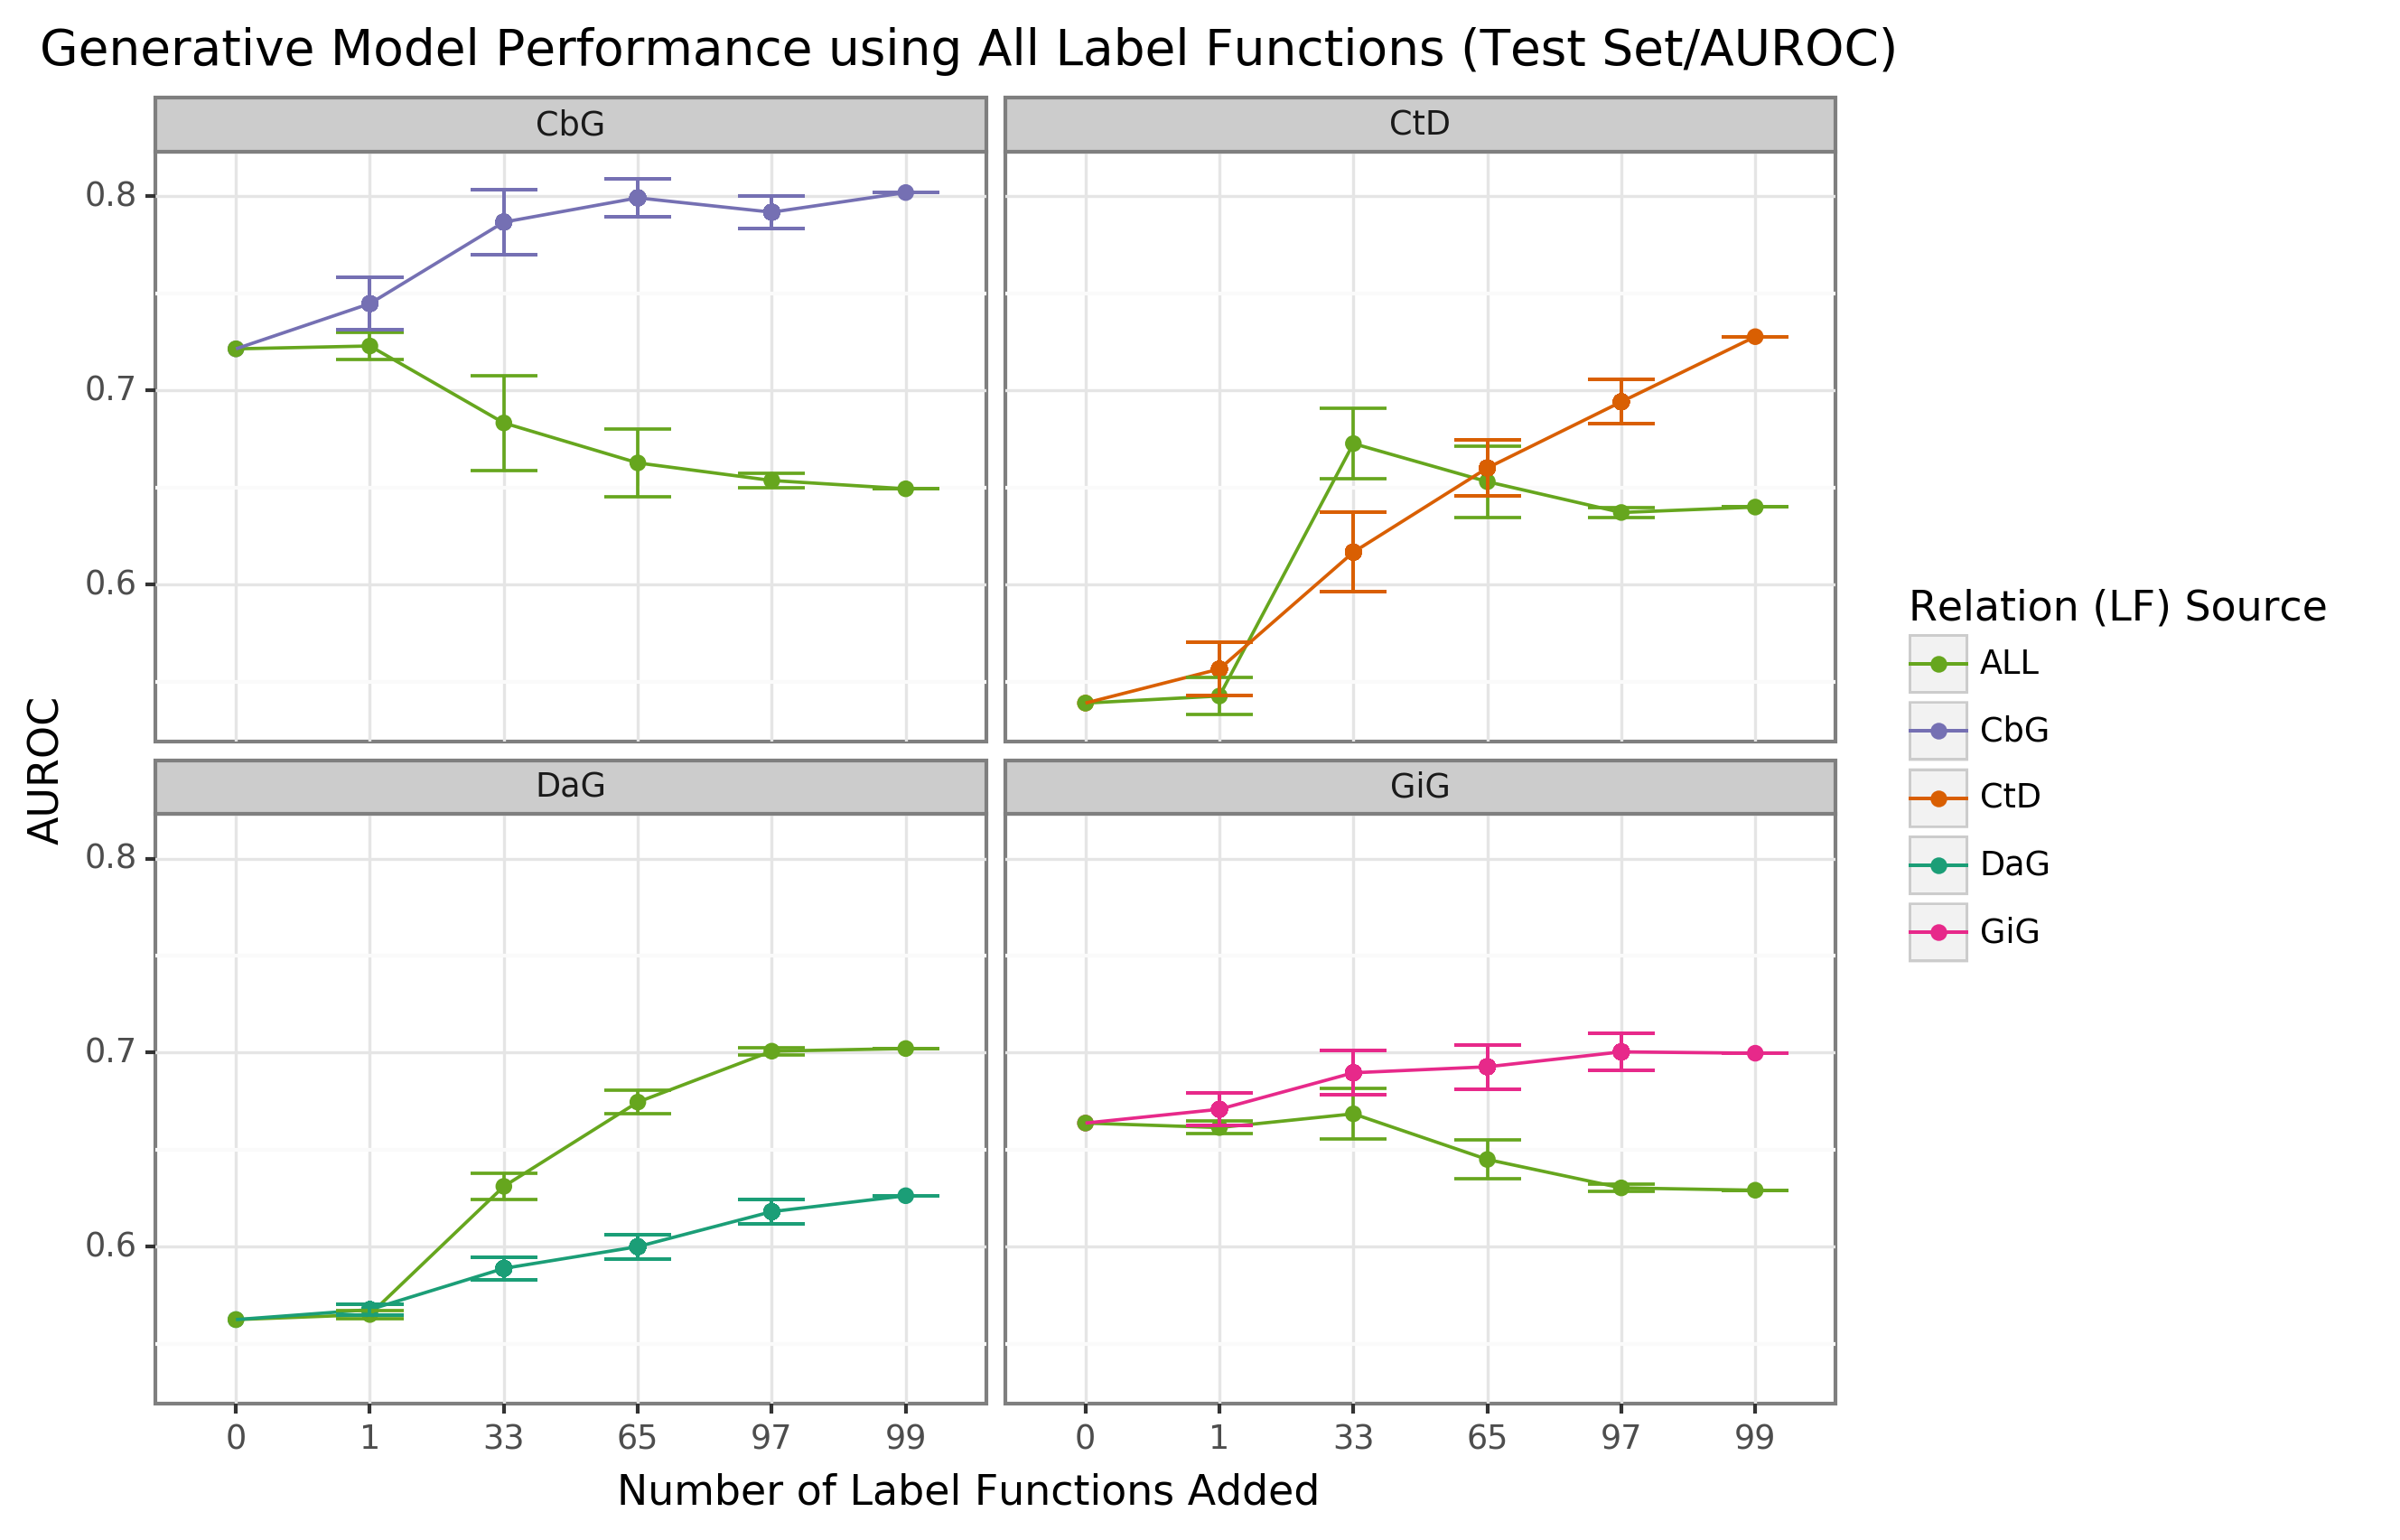 Generative Model Performance using All Label Functions (Test Set/AUROC)
CbG
CtD
0.8
0.7
0.6
DaG
GiG
0.8
0.7
0.6
0 1 33 65 97 99 0 1 33 65 97 99
Number of Label Functions Added
AUROC
Relation (LF) Source
ALL
CbG
CtD
DaG
GiG